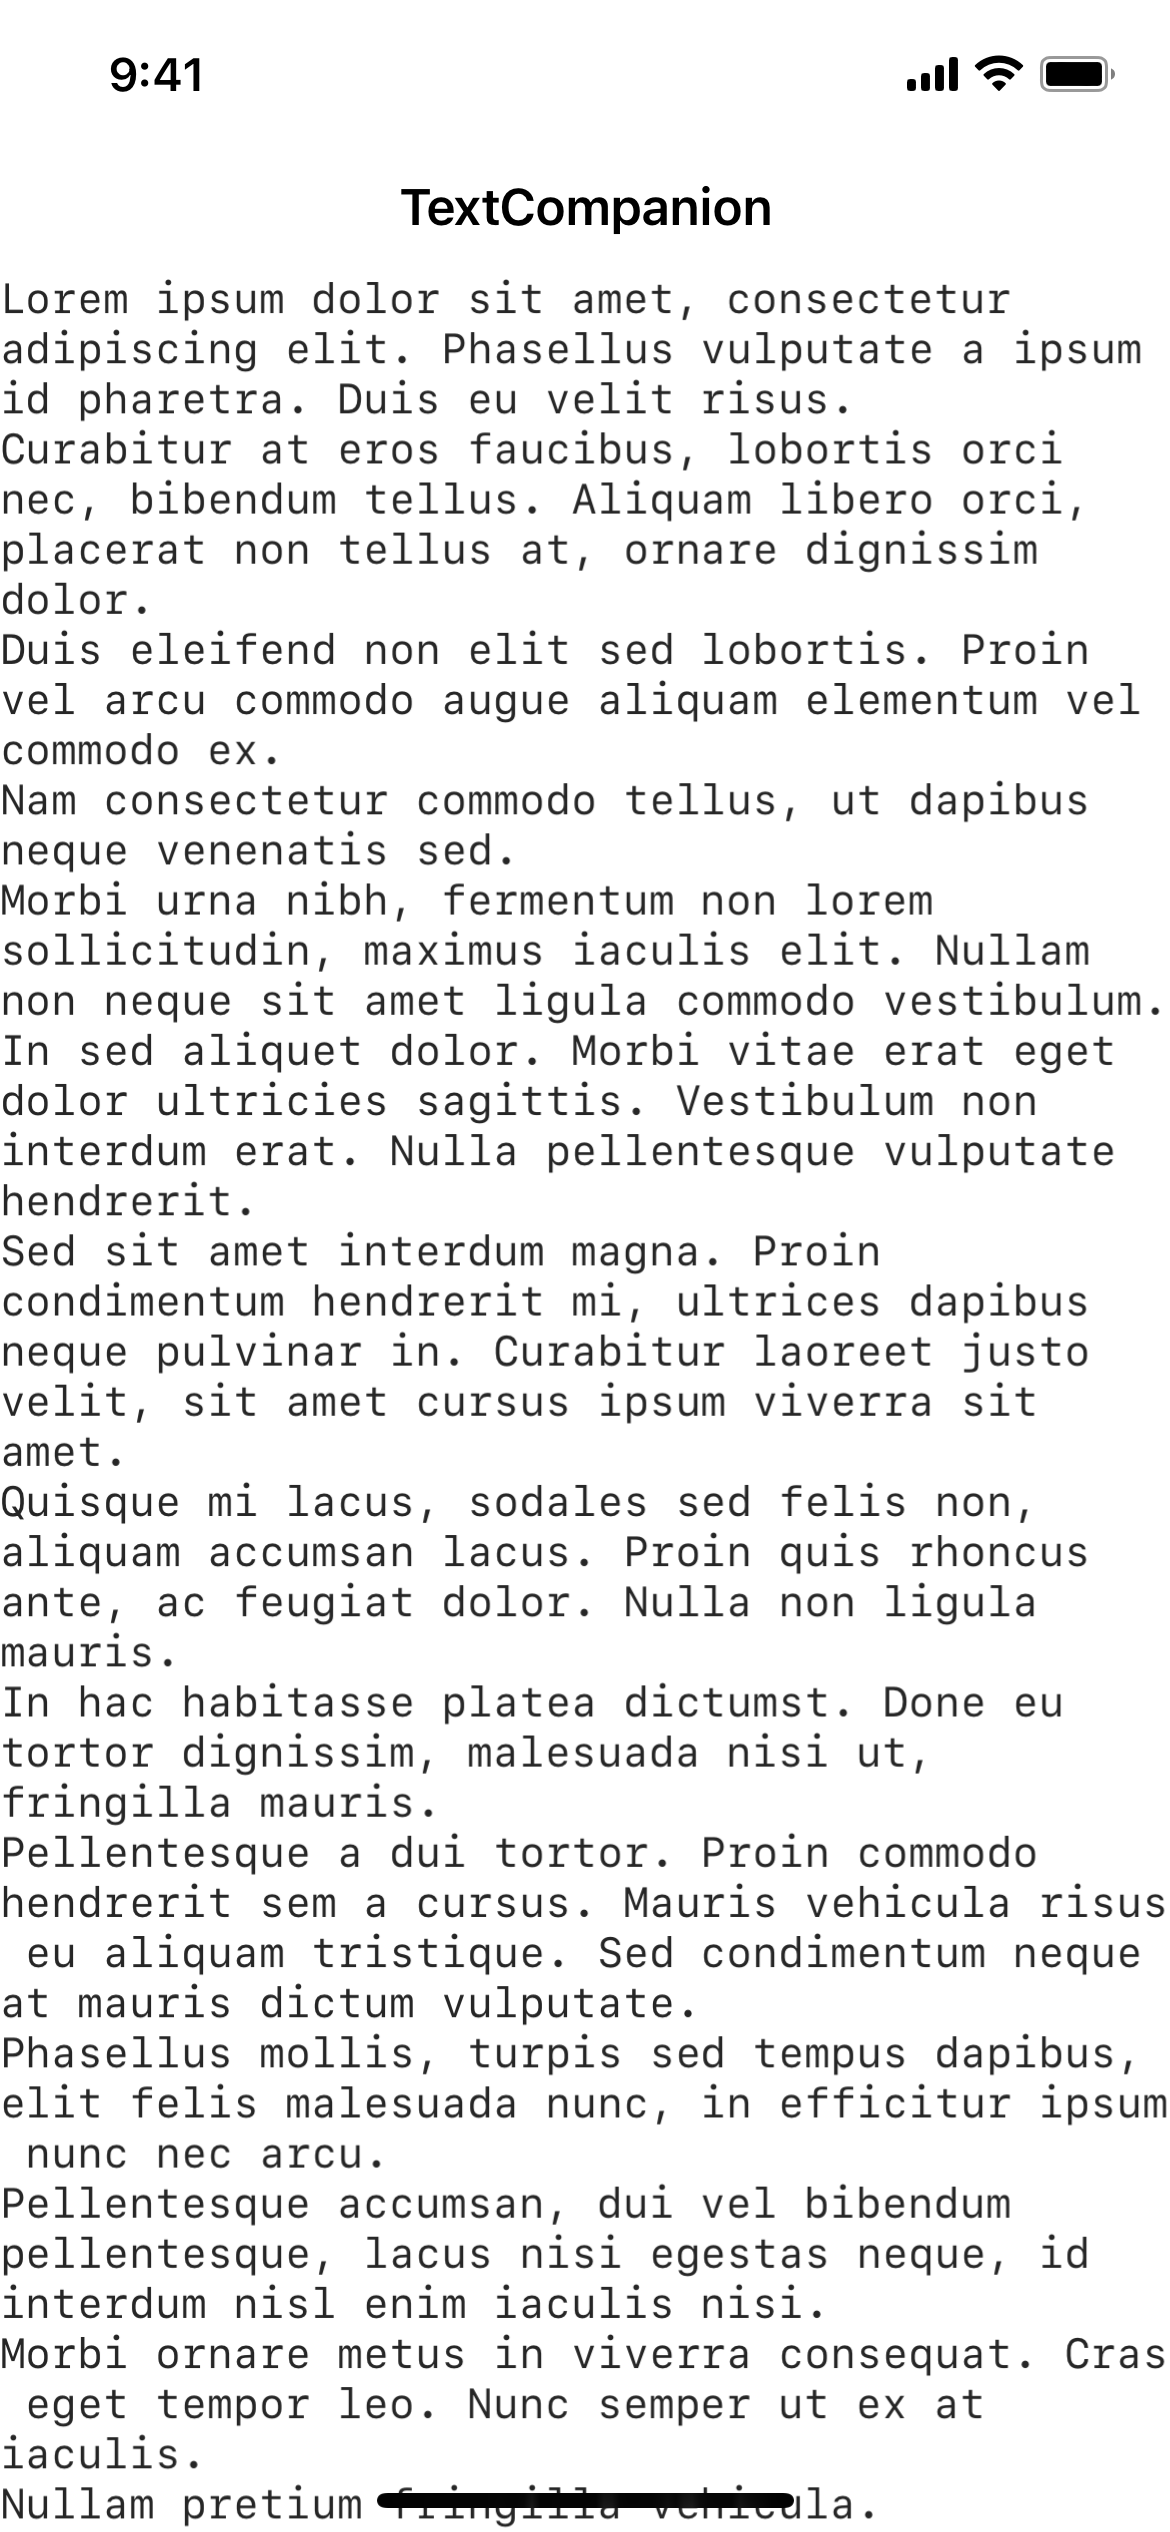 9:41
TextCompanion
Lorem ipsum dolor sit amet, consectetur
adipiscing elit. Phasellus vulputate a ipsum
id pharetra. Duis eu velit risus.
Curabitur at eros faucibus, lobortis orci
nec, bibendum tellus. Aliquam libero orci,
placerat non tellus at, ornare dignissim
dolor.
Duis eleifend non elit sed lobortis. Proin
vel arcu commodo augue aliquam elementum vel
commodo ex.
Nam consectetur commodo tellus, ut dapibus
neque venenatis sed.
Morbi urna nibh, fermentum non lorem
sollicitudin, maximus iaculis elit. Nullam
non neque sit amet ligula commodo vestibulum.
In sed aliquet dolor. Morbi vitae erat eget
dolor ultricies sagittis. Vestibulum non
interdum erat. Nulla pellentesque vulputate
hendrerit.
Sed sit amet interdum magna. Proin
condimentum hendrerit mi, ultrices dapibus
neque pulvinar in. Curabitur laoreet justo
velit, sit amet cursus ipsum viverra sit
amet.
Quisque mi lacus, sodales sed felis non,
aliquam accumsan lacus. Proin quis rhoncus
ante, ac feugiat dolor. Nulla non ligula
mauris.
In hac habitasse platea dictumst. Done eu
tortor dignissim, malesuada nisi ut,
fringilla mauris.
Pellentesque a dui tortor. Proin commodo
hendrerit sem a cursus. Mauris vehicula risus
eu aliquam tristique. Sed condimentum neque
at mauris dictum vulputate.
Phasellus mollis, turpis sed tempus dapibus,
elit felis malesuada nunc, in efficitur ipsum
nunc nec arcu.
Pellentesque accumsan, dui vel bibendum
pellentesque, lacus nisi egestas neque, id
interdum nisl enim iaculis nisi.
Morbi ornare metus in viverra consequat. Cras
eget tempor leo. Nunc semper ut ex at
iaculis.
Nullam pretium fringilla vehicula.